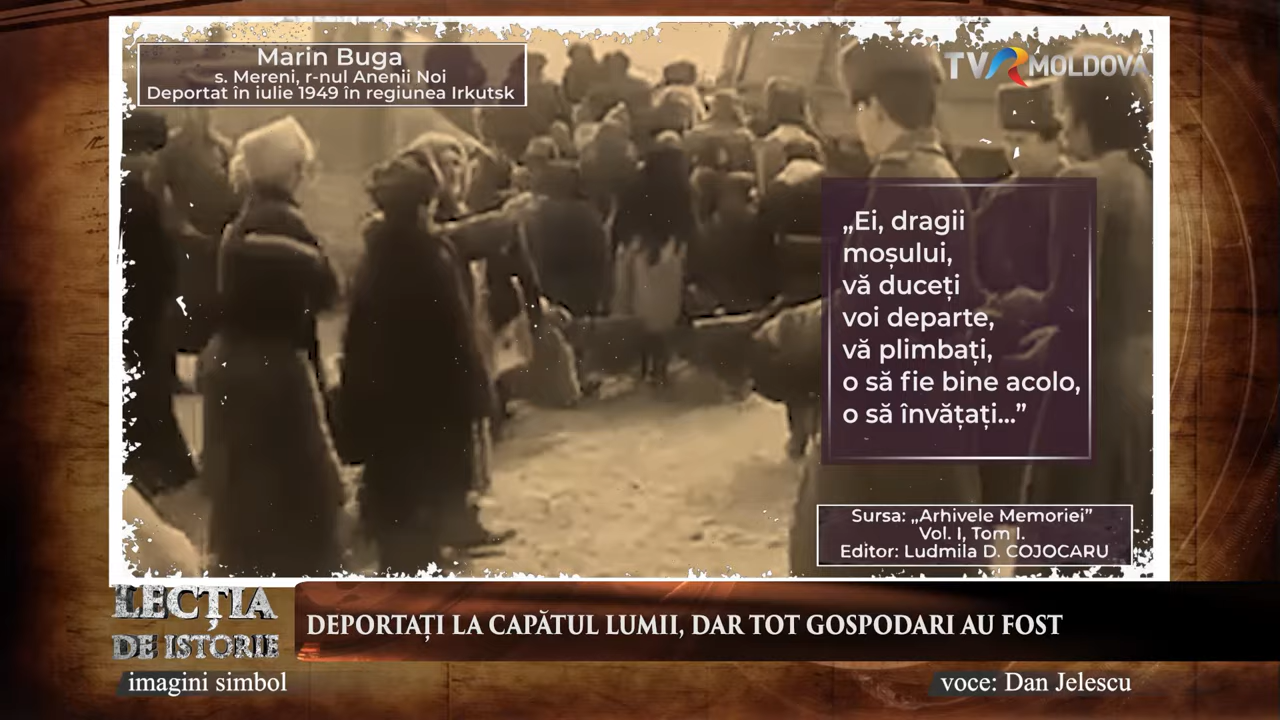 Marin Buga
s. Mereni, r-nul Anenii Noi
Deportat în iulie 1949 în regiunea Irkutsk
TVR MOLDOVA
„Ei, dragii
moșului,
vă duceți
voi departe,
vă plimbați,
o să fie bine acolo,
o să învățați...”
Sursa: „Arhivele Memoriei”
Vol. I, Tom I.
Editor: Ludmila D. COJOCARU
LECȚIA
DE ISTORIE
DEPORTAȚI LA CAPĂTUL LUMII, DAR TOT GOSPODARI AU FOST
imagini simbol
voce: Dan Jelescu